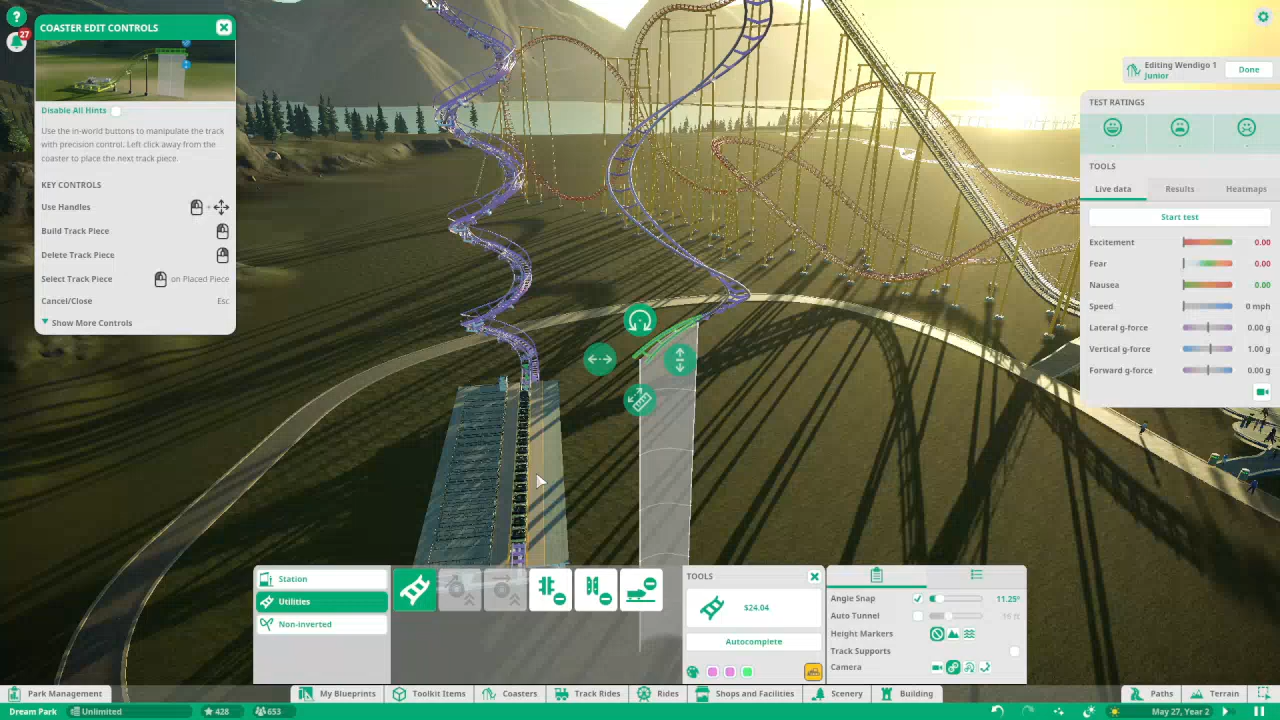 ?
27
COASTER EDIT CONTROLS
Disable All Hints
Use the in-world buttons to manipulate the track
with precision control. Left click away from the
coaster to place the next track piece.
KEY CONTROLS
Use Handles
Build Track Piece
Delete Track Piece
Select Track Piece on Placed Piece
Cancel/Close Esc
Show More Controls
Editing Wendigo 1
Junior
Done
TEST RATINGS
TOOLS
Live data Results Heatmaps
Start test
Excitement 0.00
Fear 0.00
Nausea 0.00
Speed 0 mph
Lateral g-force 0.00 g
Vertical g-force 1.00 g
Forward g-force 0.00 g
Station
Utilities
Non-inverted
TOOLS
$24.04
Autocomplete
Angle Snap 11.25°
Auto Tunnel 16 ft
Height Markers
Track Supports
Camera
Park Management My Blueprints Toolkit Items Coasters Track Rides Rides Shops and Facilities Scenery Building Paths Terrain
Dream Park Unlimited 428 653 May 27, Year 2